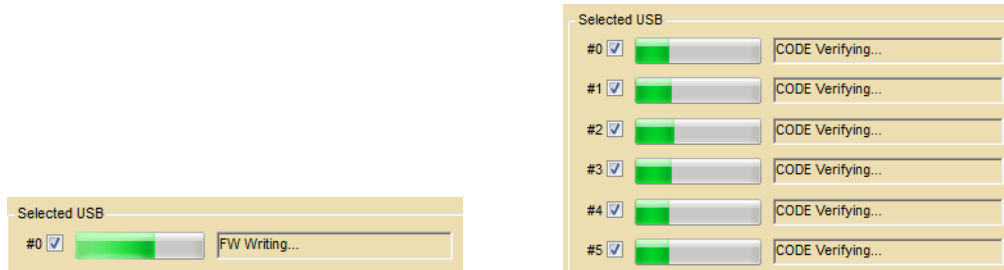 Selected USB
#0 FW Writing...
Selected USB
#0 CODE Verifying...
#1 CODE Verifying...
#2 CODE Verifying...
#3 CODE Verifying...
#4 CODE Verifying...
#5 CODE Verifying...